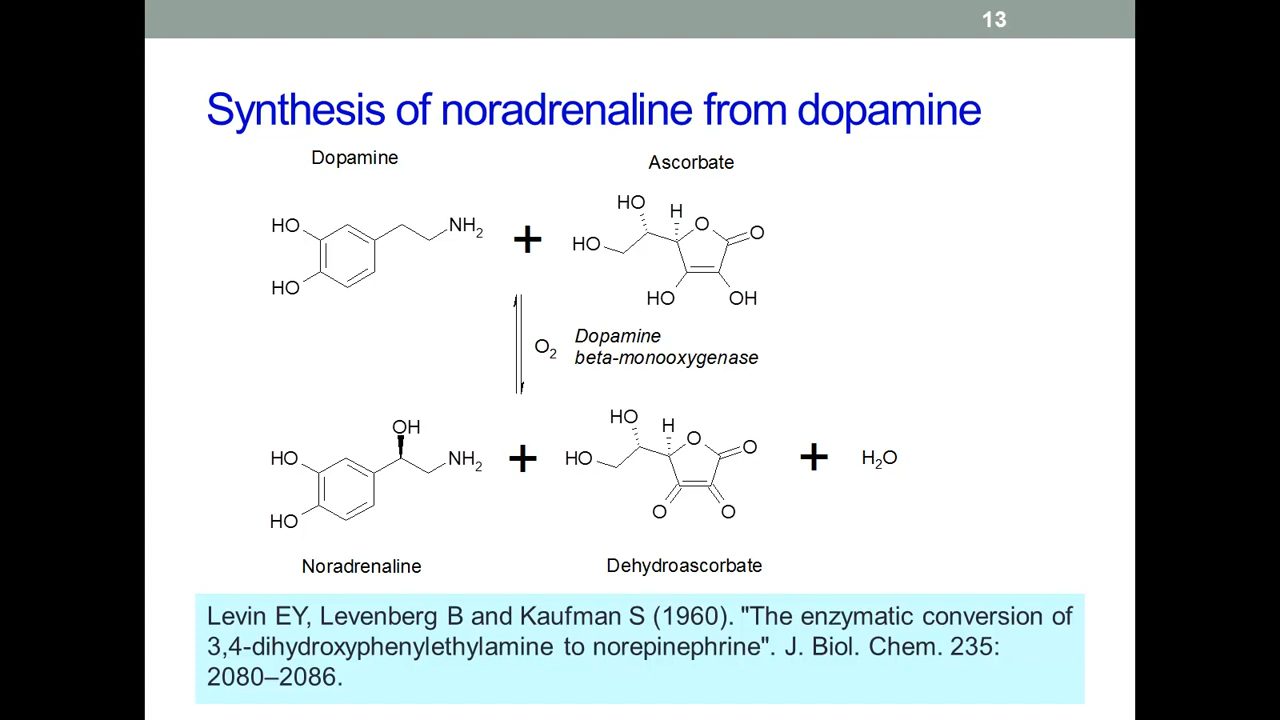 13
Synthesis of noradrenaline from dopamine
Dopamine
Ascorbate
HO
HO
NH2
+
HO
HO
H
O
O
HO
OH
O2
Dopamine
beta-monooxygenase
HO
HO
OH
NH2
+
HO
HO
H
O
O
O
O
+
H2O
Noradrenaline
Dehydroascorbate
Levin EY, Levenberg B and Kaufman S (1960). "The enzymatic conversion of
3,4-dihydroxyphenylethylamine to norepinephrine". J. Biol. Chem. 235:
2080–2086.